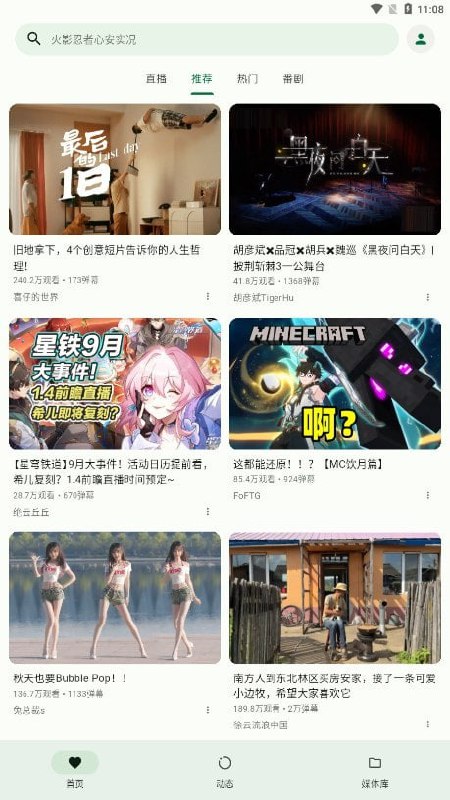 11:08
火影忍者心安实况
直播 推荐 热门 番剧
最后
的 Last day
1日
旧地拿下，4个创意短片告诉你的人生哲
理！
240.2万观看 • 173弹幕
喜仔的世界
黑夜问白天
胡彦斌✖品冠✖胡兵✖魏巡《黑夜问白天》|
披荆斩棘3一公舞台
41.8万观看 • 1368弹幕
胡彦斌TigerHu
星铁9月
大事件！
1.4前瞻直播
希儿即将复刻？
【星穹铁道】9月大事件！活动日历提前看，
希儿复刻？1.4前瞻直播时间预定~
28.7万观看 • 670弹幕
绝云丘丘
MINECRAFT
啊？
这都能还原！！？【MC饮月篇】
85.4万观看 • 924弹幕
FoFTG
秋天也要Bubble Pop！！
136.7万观看 • 1133弹幕
兔总裁s
南方人到东北林区买房安家，接了一条可爱
小边牧，希望大家喜欢它
189.8万观看 • 2万弹幕
徐云流浪中国
首页 动态 媒体库